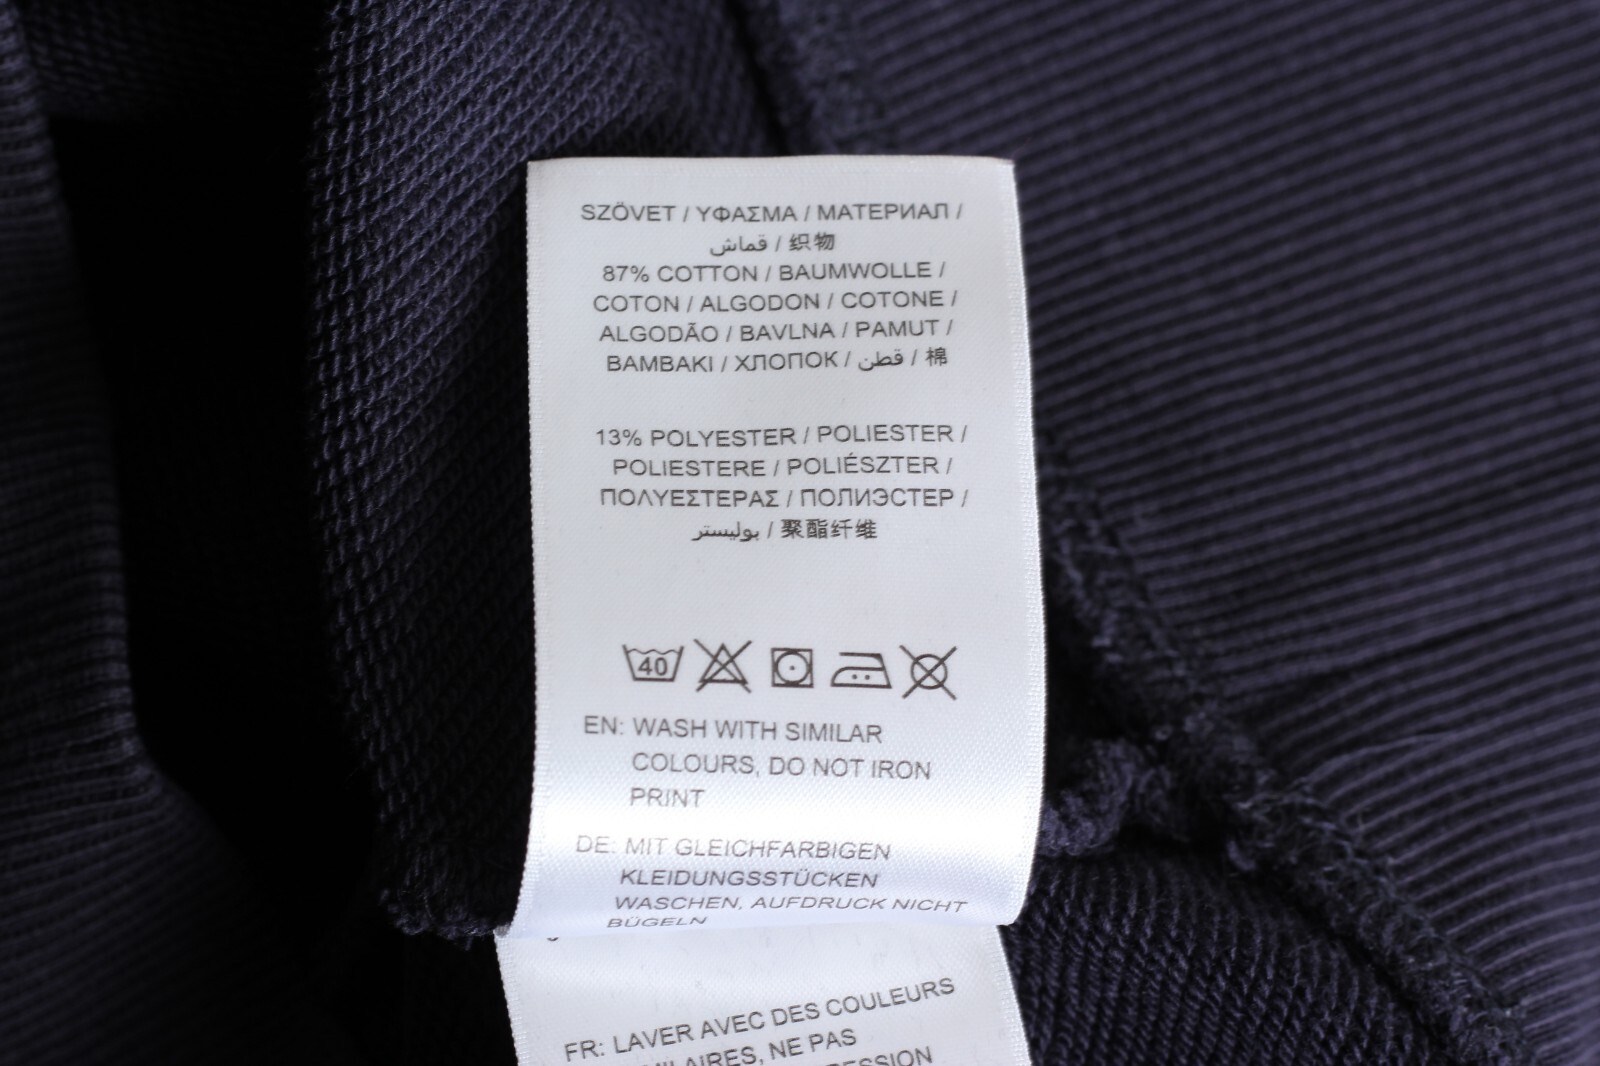 SZÖVET / ΥΦΑΣΜΑ / МАТЕРИАЛ /
قماش / 织物
87% COTTON / BAUMWOLLE /
COTON / ALGODON / COTONE /
ALGODÃO / BAVLNA / PAMUT /
BAMBAKI / ХЛОПОК / قطن / 棉
13% POLYESTER / POLIESTER /
POLIESTERE / POLIÉSZTER /
ΠΟΛΥΕΣΤΕΡΑΣ / ПОЛИЭСТЕР /
بوليستر / 聚酯纤维
40
EN: WASH WITH SIMILAR
COLOURS, DO NOT IRON
PRINT
DE: MIT GLEICHFARBIGEN
KLEIDUNGSSTÜCKEN
WASCHEN, AUFDRUCK NICHT
BÜGELN
FR: LAVER AVEC DES COULEURS
NE PAS